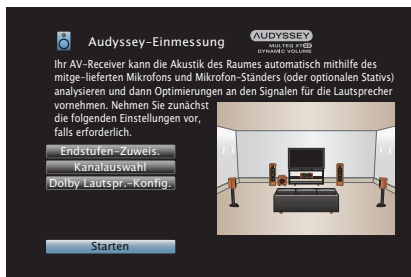 Audyssey-Einmessung
AUDYSSEY
MULTEQ XT32
DYNAMIC VOLUME
Ihr AV-Receiver kann die Akustik des Raumes automatisch mithilfe des
mitge-lieferten Mikrofons und Mikrofon-Ständers (oder optionalen Stativs)
analysieren und dann Optimierungen an den Signalen für die Lautsprecher
vornehmen. Nehmen Sie zunächst
die folgenden Einstellungen vor,
falls erforderlich.
Endstufen-Zuweis.
Kanalauswahl
Dolby Lautspr.-Konfig.
Starten